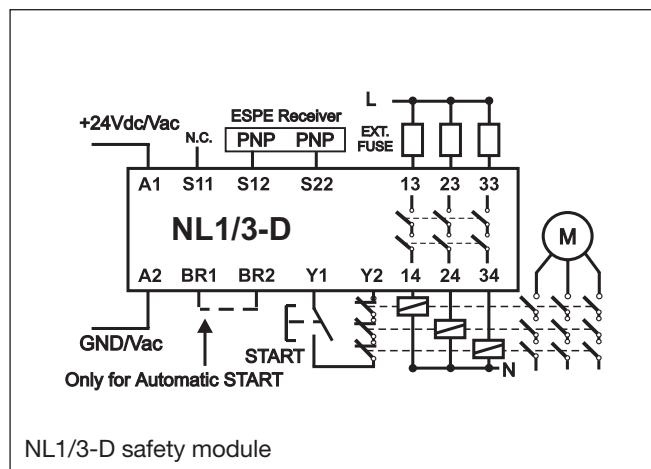 L
ESPE Receiver
+24Vdc/Vac
N.C.
PNP PNP
EXT.
FUSE
A1 S11 S12 S22 13 23 33
NL1/3-D
M
A2 BR1 BR2 Y1 Y2 14 24 34
GND/Vac
START
Only for Automatic START
N
NL1/3-D safety module